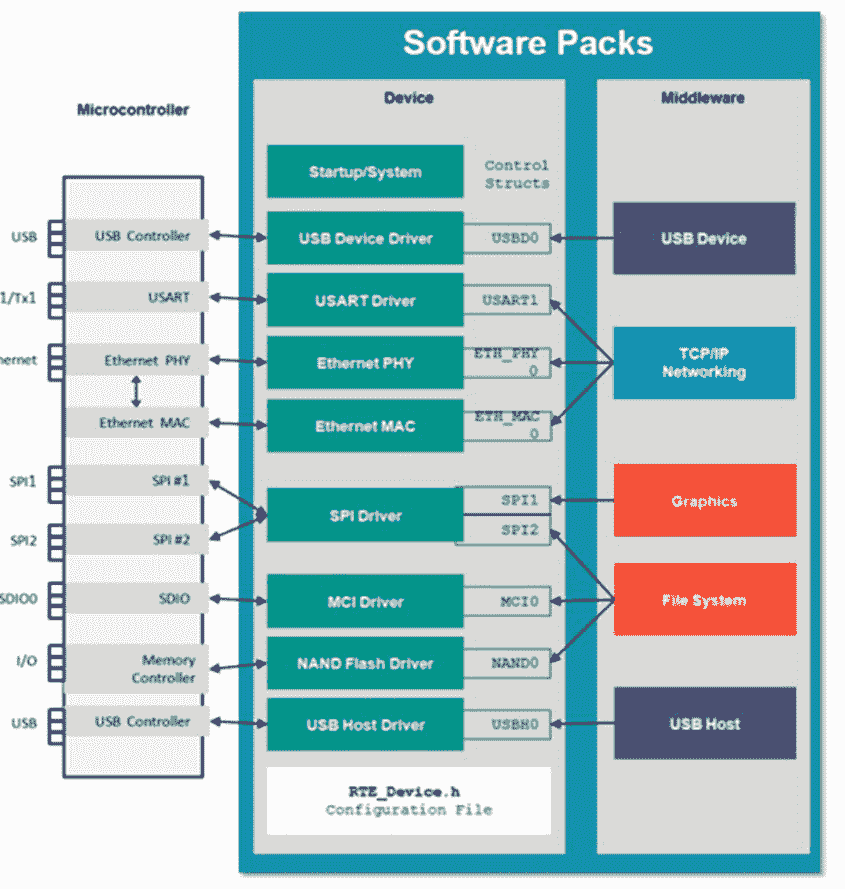 Software Packs
Microcontroller
Device
Middleware
Startup/System
Control
Structs
USB
USB Controller
USB Device Driver
USBD0
USB Device
1/Tx1
USART
USART Driver
USART1
hernet
Ethernet PHY
Ethernet PHY
ETH_PHY
0
TCP/IP
Networking
Ethernet MAC
Ethernet MAC
ETH_MAC
0
SPI1
SPI #1
SPI Driver
SPI1
Graphics
SPI2
SPI #2
SPI2
SDIO0
SDIO
MCI Driver
MCI0
File System
I/O
Memory
Controller
NAND Flash Driver
NAND0
USB
USB Controller
USB Host Driver
USBH0
USB Host
RTE_Device.h
Configuration File